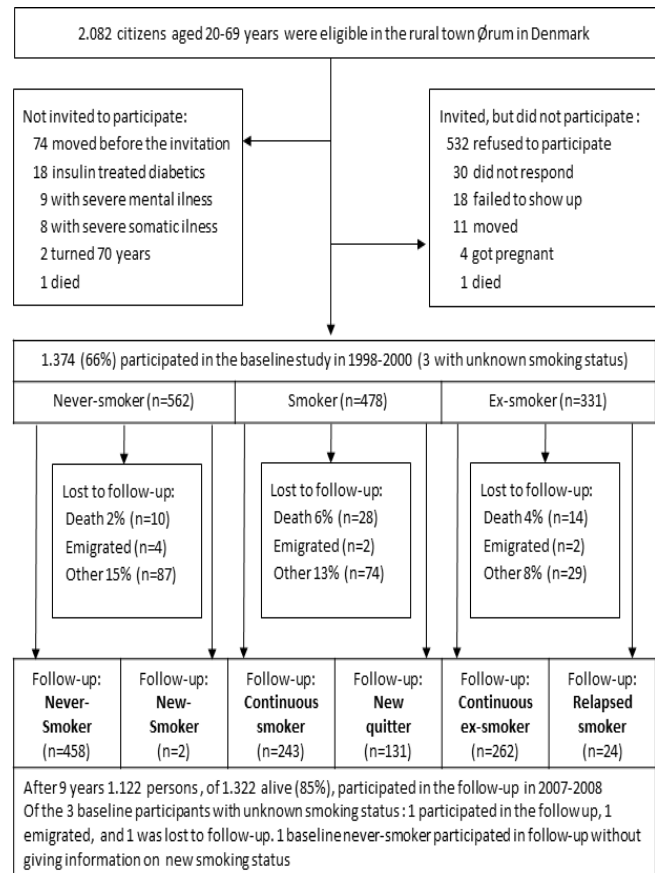 2.082 citizens aged 20-69 years were eligible in the rural town Ørum in Denmark
Not invited to participate:
74 moved before the invitation
18 insulin treated diabetics
9 with severe mental ilness
8 with severe somatic ilness
2 turned 70 years
1 died
Invited, but did not participate :
532 refused to participate
30 did not respond
18 failed to show up
11 moved
4 got pregnant
1 died
1.374 (66%) participated in the baseline study in 1998-2000 (3 with unknown smoking status)
Never-smoker (n=562)
Smoker (n=478)
Ex-smoker (n=331)
Lost to follow-up:
Death 2% (n=10)
Emigrated (n=4)
Other 15% (n=87)
Lost to follow-up:
Death 6% (n=28)
Emigrated (n=2)
Other 13% (n=74)
Lost to follow-up:
Death 4% (n=14)
Emigrated (n=2)
Other 8% (n=29)
Follow-up:
Never-
Smoker
(n=458)
Follow-up:
New-
Smoker
(n=2)
Follow-up:
Continuous
smoker
(n=243)
Follow-up:
New
quitter
(n=131)
Follow-up:
Continuous
ex-smoker
(n=262)
Follow-up:
Relapsed
smoker
(n=24)
After 9 years 1.122 persons, of 1.322 alive (85%), participated in the follow-up in 2007-2008
Of the 3 baseline participants with unknown smoking status : 1 participated in the follow up, 1
emigrated, and 1 was lost to follow-up. 1 baseline never-smoker participated in follow-up without
giving information on new smoking status